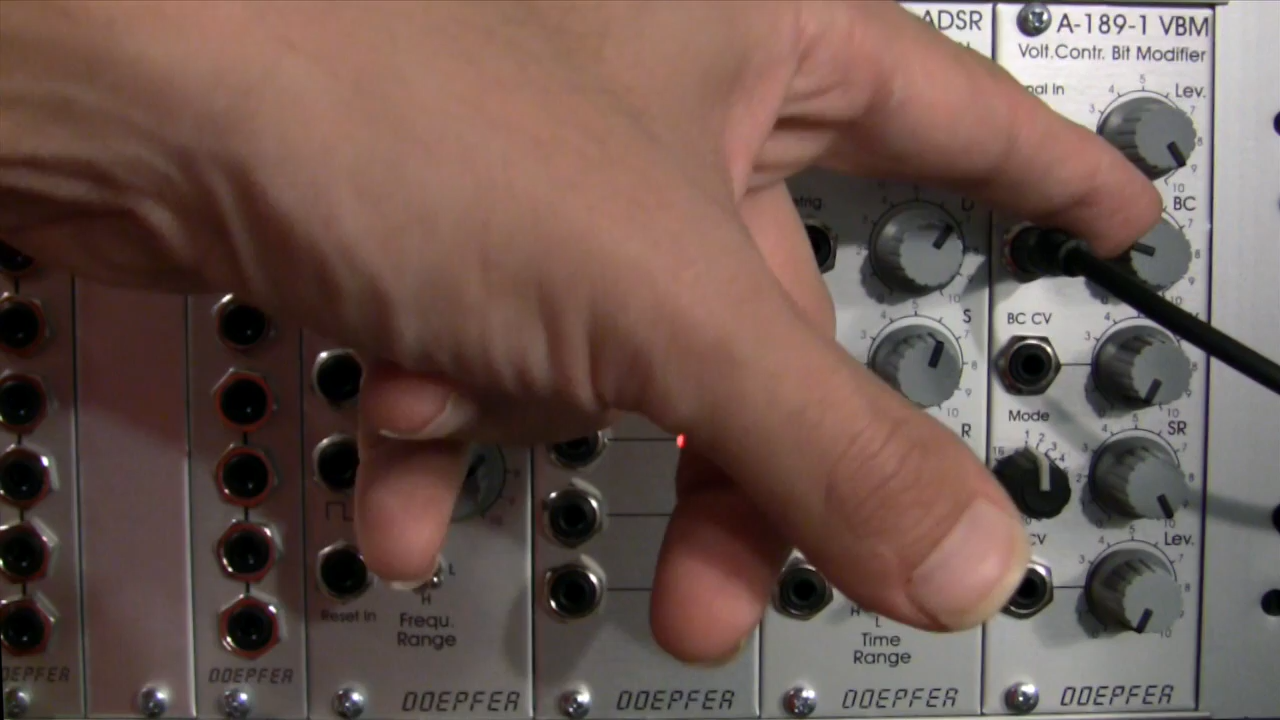 ADSR
A-189-1 VBM
Volt.Contr. Bit Modifier
Lev.
BC
D
S
BC CV
Mode
R
SR
CV
Lev.
Reset In
L
H
Frequ.
Range
H
L
Time
Range
DOEPFER
DOEPFER
DOEPFER
DOEPFER
DOEPFER